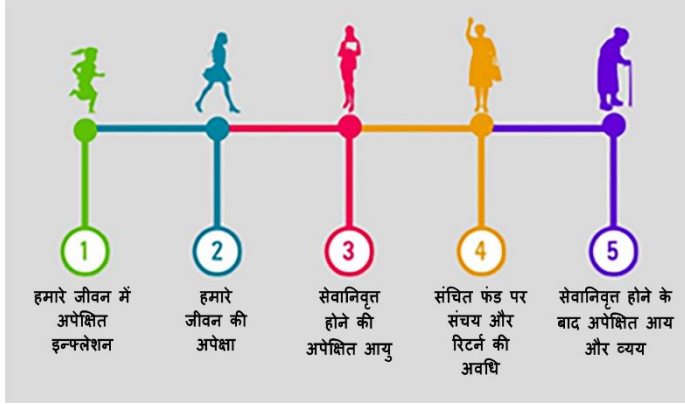 1
हमारे जीवन में
अपेक्षित
इन्फ्लेशन
2
हमारे
जीवन की
अपेक्षा
3
सेवानिवृत्त
होने की
अपेक्षित आयु
4
संचित फंड पर
संचय और
रिटर्न की
अवधि
5
सेवानिवृत्त होने के
बाद अपेक्षित आय
और व्यय